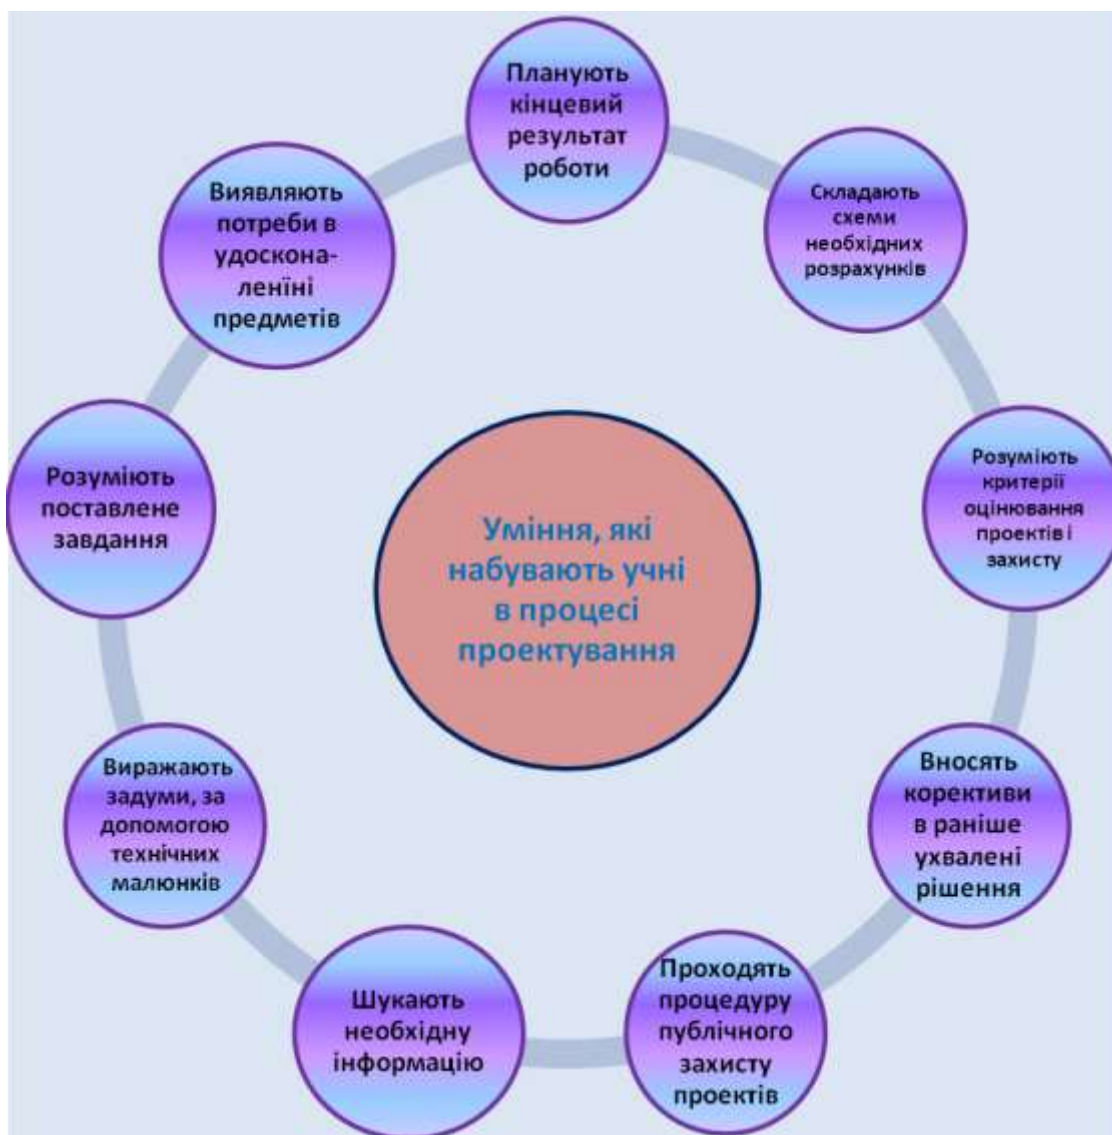 Планують
кінцевий
результат
роботи
Складають
схеми
необхідних
розрахунків
Розуміють
критерії
оцінювання
проектів і
захисту
Вносять
корективи
в раніше
ухвалені
рішення
Проходять
процедуру
публічного
захисту
проектів
Шукають
необхідну
інформацію
Виражають
задуми, за
допомогою
технічних
малюнків
Розуміють
поставлене
завдання
Виявляють
потреби в
удоскона-
ленїні
предметів
Уміння, які
набувають учні
в процесі
проектування